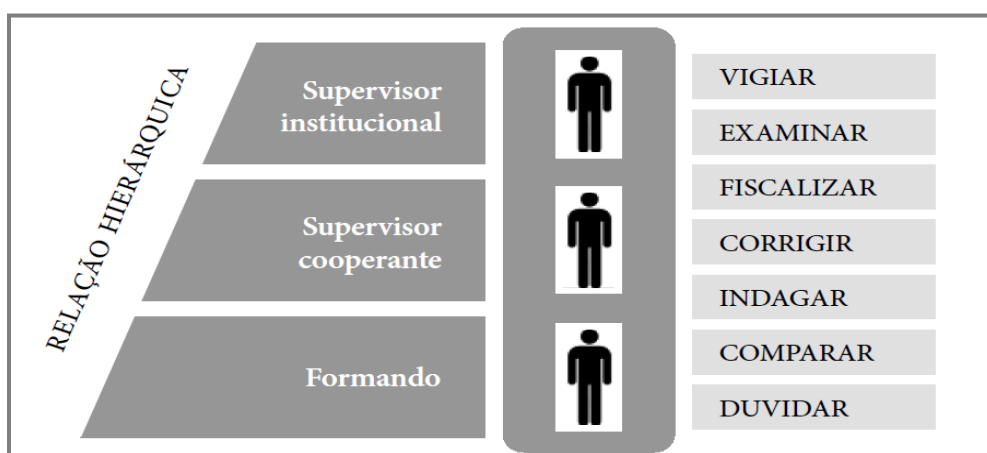 RELAÇÃO HIERÁRQUICA
Supervisor
institucional
Supervisor
cooperante
Formando
VIGIAR
EXAMINAR
FISCALIZAR
CORRIGIR
INDAGAR
COMPARAR
DUVIDAR